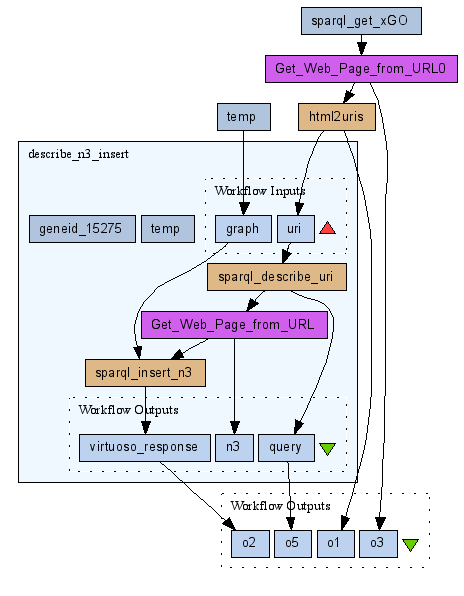 sparql_get_xGO
Get_Web_Page_from_URL0
temp
html2uris
describe_n3_insert
Workflow Inputs
geneid_15275
temp
graph
uri
sparql_describe_uri
Get_Web_Page_from_URL
sparql_insert_n3
Workflow Outputs
virtuoso_response
n3
query
Workflow Outputs
o2
o5
o1
o3